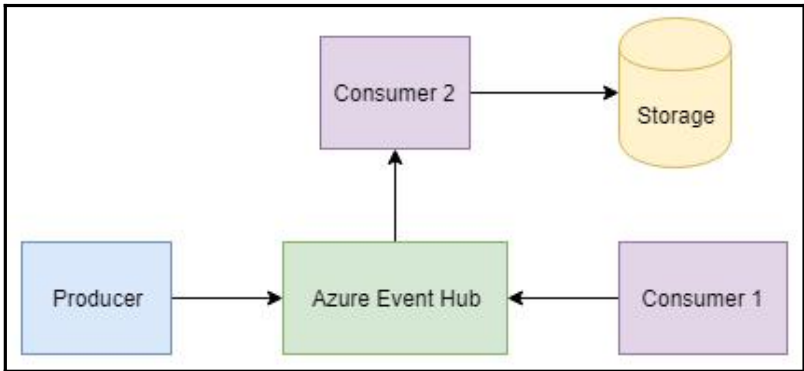 Consumer 2
Storage
Producer
Azure Event Hub
Consumer 1